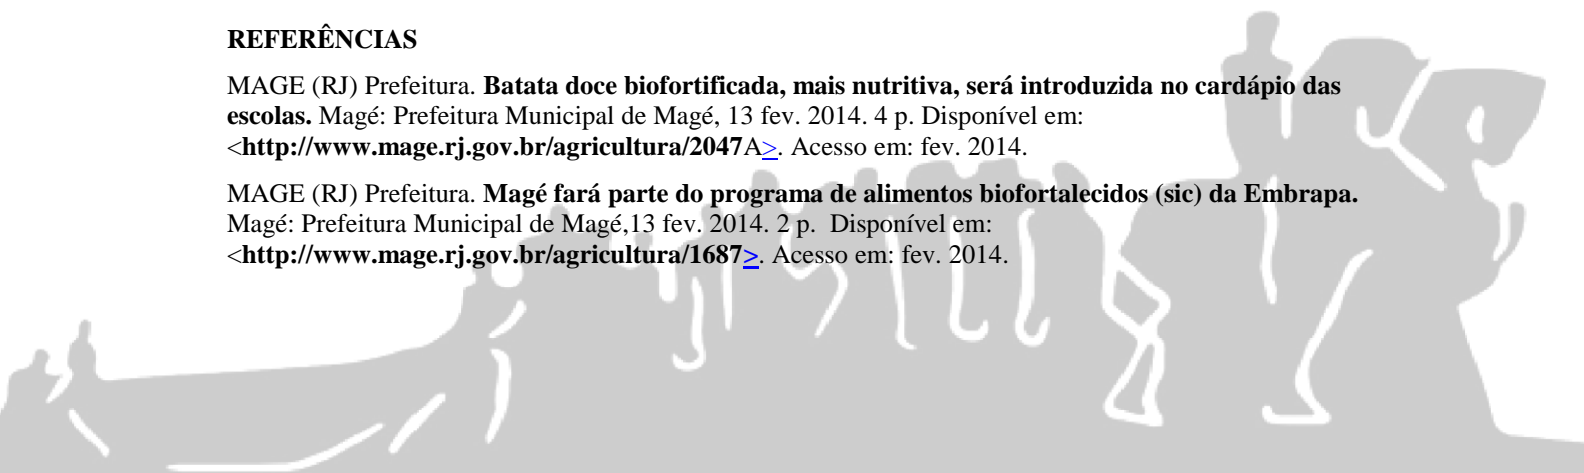 REFERÊNCIAS
MAGE (RJ) Prefeitura. Batata doce biofortificada, mais nutritiva, será introduzida no cardápio das
escolas. Magé: Prefeitura Municipal de Magé, 13 fev. 2014. 4 p. Disponível em:
<http://www.mage.rj.gov.br/agricultura/2047A>. Acesso em: fev. 2014.
MAGE (RJ) Prefeitura. Magé fará parte do programa de alimentos biofortalecidos (sic) da Embrapa.
Magé: Prefeitura Municipal de Magé,13 fev. 2014. 2 p.  Disponível em:
<http://www.mage.rj.gov.br/agricultura/1687>. Acesso em: fev. 2014.